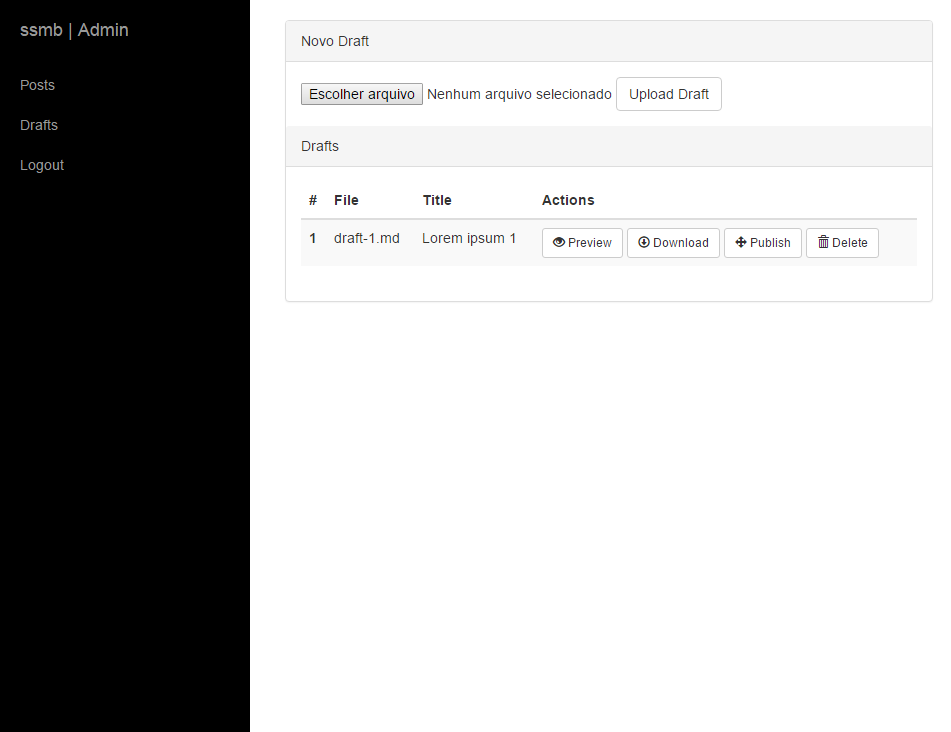 ssmb | Admin
Posts
Drafts
Logout
Novo Draft
Escolher arquivo Nenhum arquivo selecionado Upload Draft
Drafts
# File Title Actions
1 draft-1.md Lorem ipsum 1 Preview Download Publish Delete